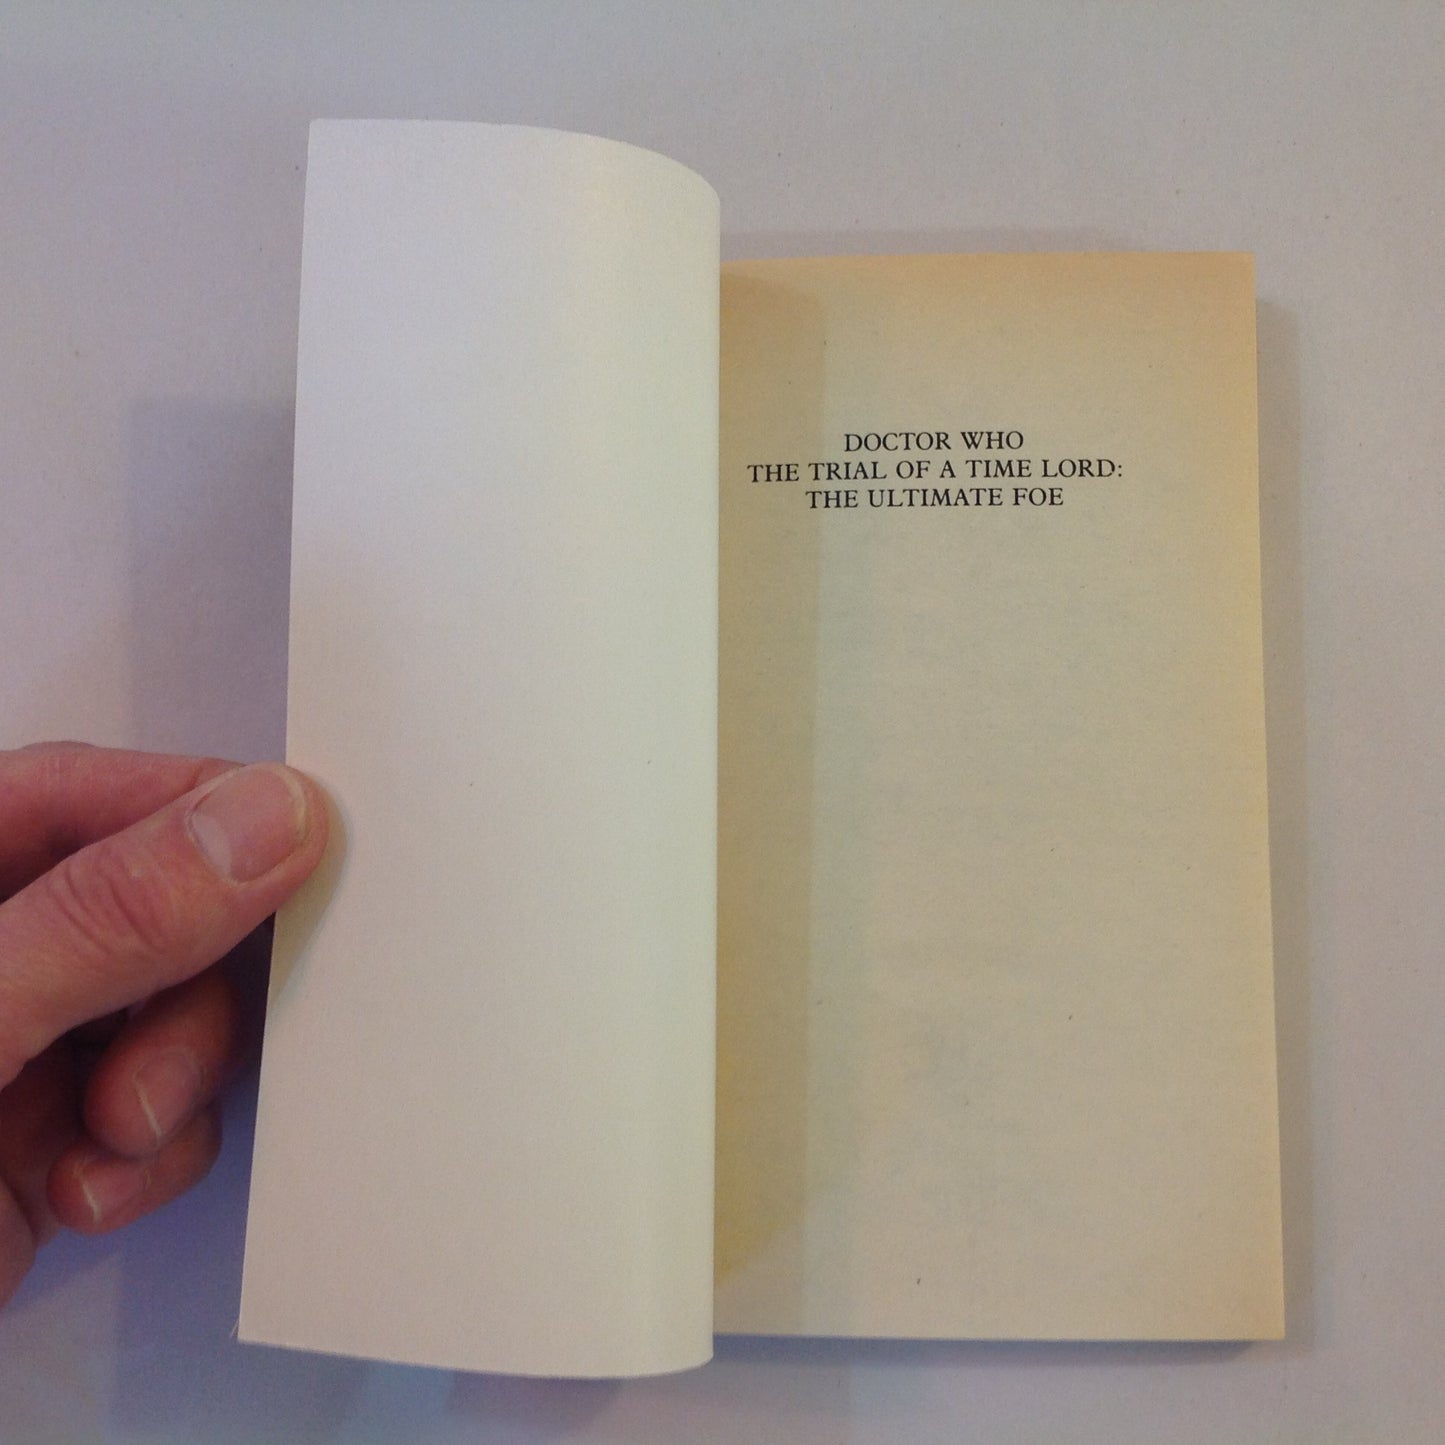 DOCTOR WHO
THE TRIAL OF A TIME LORD:
THE ULTIMATE FOE